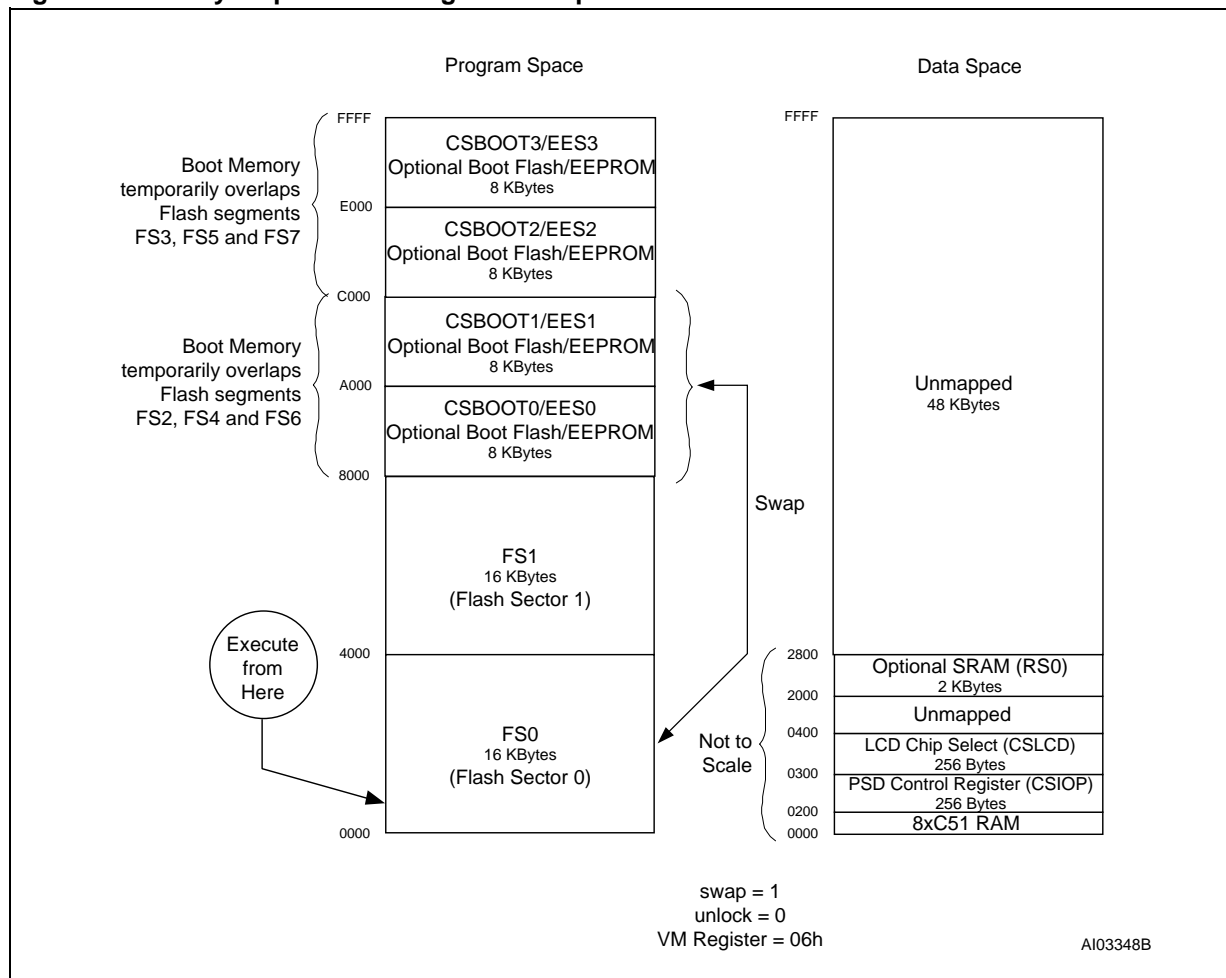 Program Space
Data Space
FFFF
CSBOOT3/EES3
Optional Boot Flash/EEPROM
8 KBytes
Boot Memory
temporarily overlaps
Flash segments
FS3, FS5 and FS7
E000
CSBOOT2/EES2
Optional Boot Flash/EEPROM
8 KBytes
C000
CSBOOT1/EES1
Optional Boot Flash/EEPROM
8 KBytes
Boot Memory
temporarily overlaps
Flash segments
FS2, FS4 and FS6
A000
CSBOOT0/EES0
Optional Boot Flash/EEPROM
8 KBytes
8000
Swap
FS1
16 KBytes
(Flash Sector 1)
Execute
from
Here
4000
FS0
16 KBytes
(Flash Sector 0)
0000
FFFF
Unmapped
48 KBytes
2800
Optional SRAM (RS0)
2 KBytes
2000
Unmapped
0400
Not to
Scale
LCD Chip Select (CSLCD)
256 Bytes
0300
PSD Control Register (CSIOP)
256 Bytes
0200
8xC51 RAM
0000
swap = 1
unlock = 0
VM Register = 06h
AI03348B